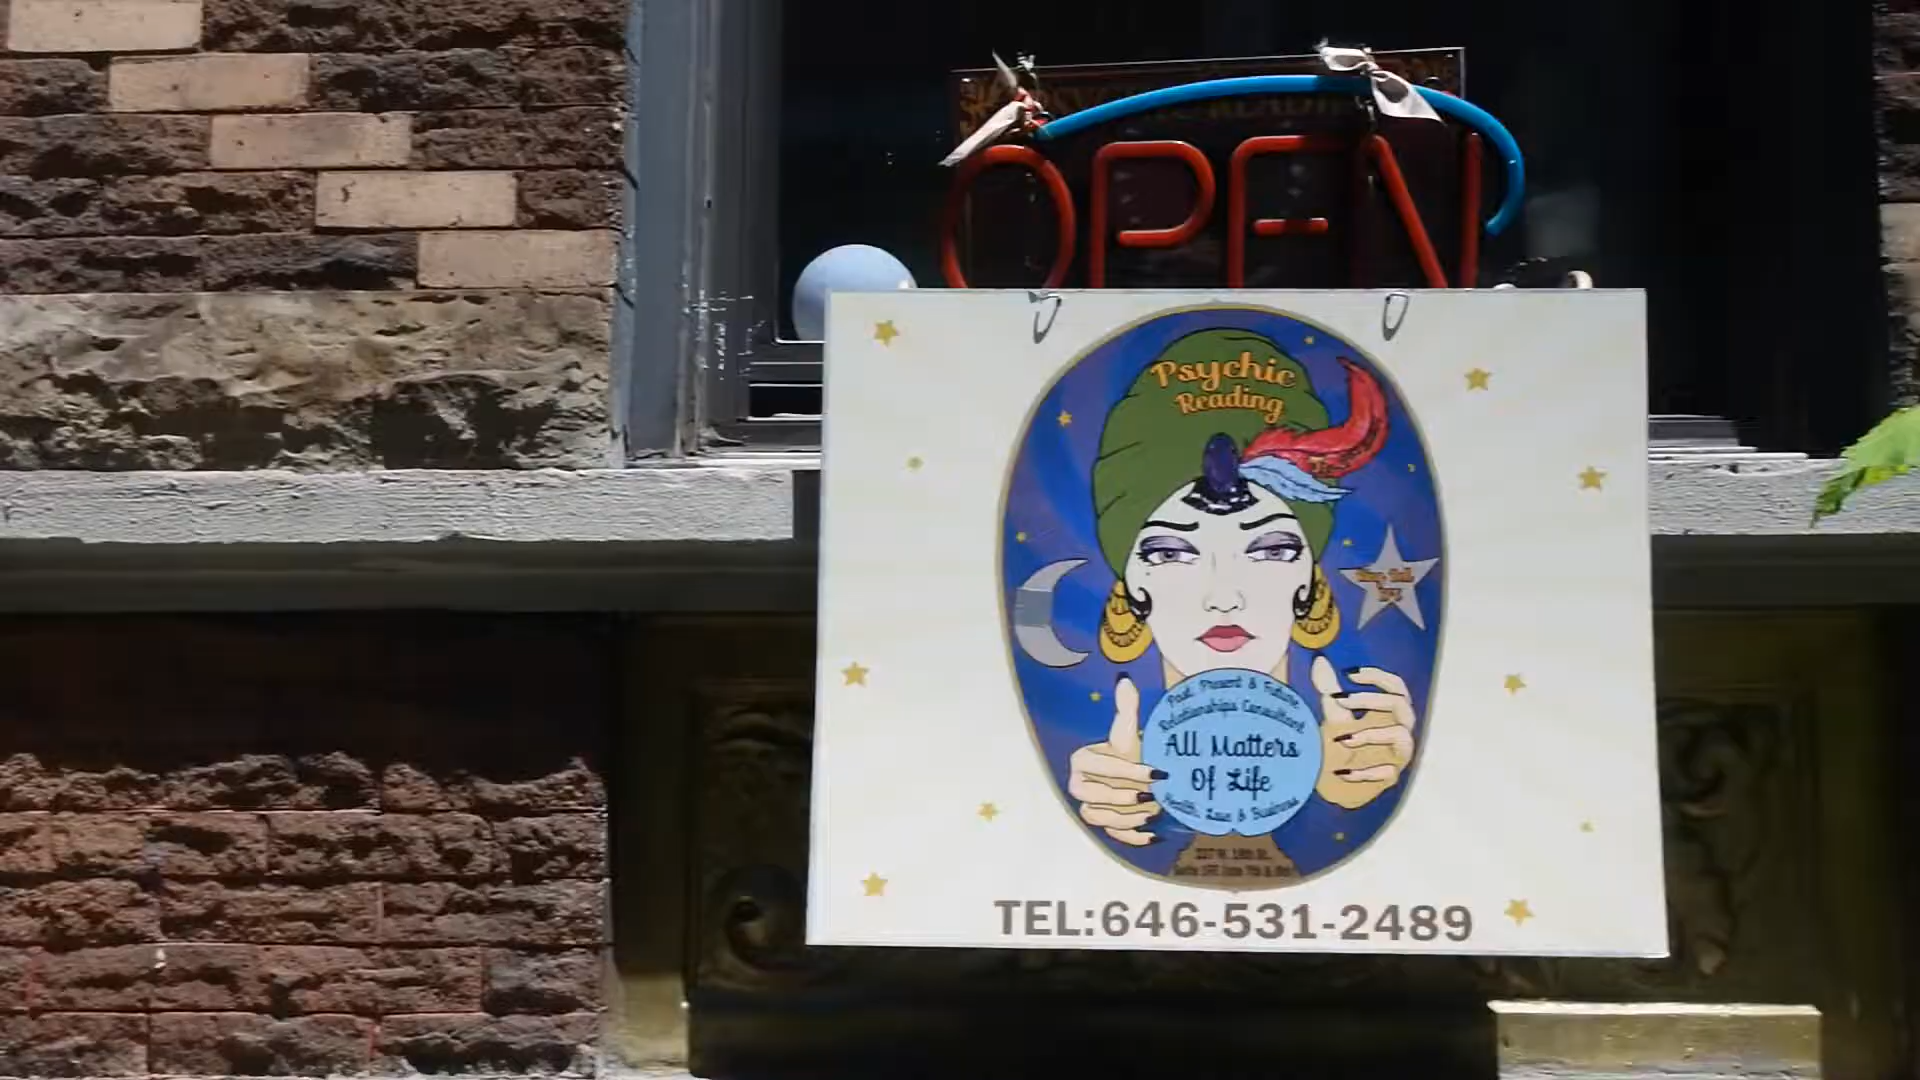 OPEN
Psychic
Reading
Past, Present & Future
Relationships Consultant
All Matters
Of Life
Health, Love & Business
TEL:646-531-2489